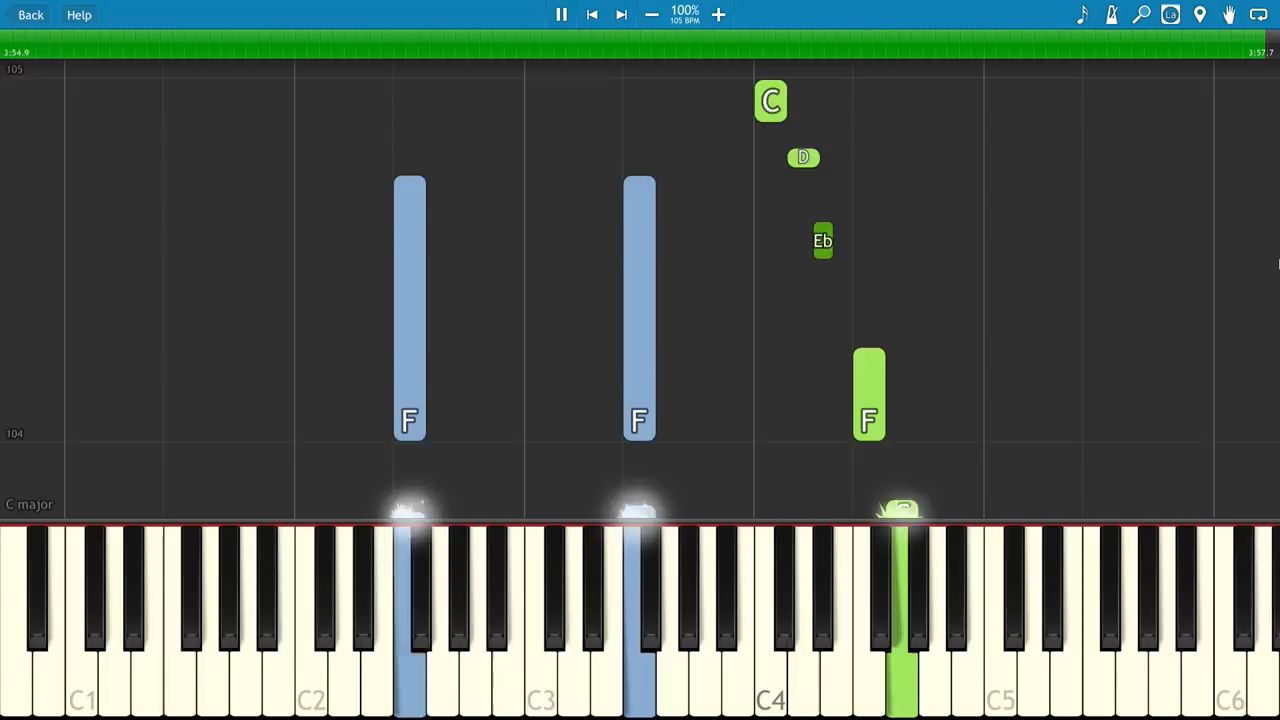 Back Help 100%
105 BPM
La
3:54.9 3:57.7
105
C
D
Eb
F F F
104
C major
C1 C2 C3 C4 C5 C6